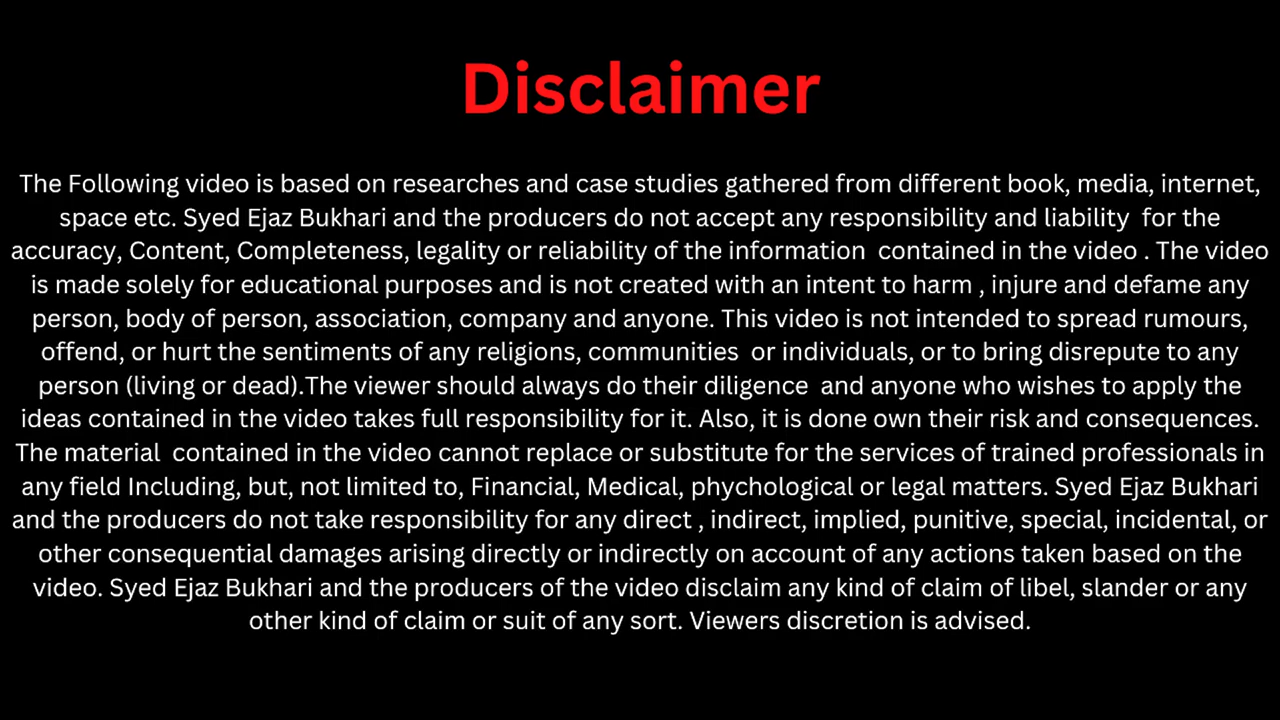 Disclaimer
The Following video is based on researches and case studies gathered from different book, media, internet,
space etc. Syed Ejaz Bukhari and the producers do not accept any responsibility and liability  for the
accuracy, Content, Completeness, legality or reliability of the information  contained in the video . The video
is made solely for educational purposes and is not created with an intent to harm , injure and defame any
person, body of person, association, company and anyone. This video is not intended to spread rumours,
offend, or hurt the sentiments of any religions, communities  or individuals, or to bring disrepute to any
person (living or dead).The viewer should always do their diligence  and anyone who wishes to apply the
ideas contained in the video takes full responsibility for it. Also, it is done own their risk and consequences.
The material  contained in the video cannot replace or substitute for the services of trained professionals in
any field Including, but, not limited to, Financial, Medical, phychological or legal matters. Syed Ejaz Bukhari
and the producers do not take responsibility for any direct , indirect, implied, punitive, special, incidental, or
other consequential damages arising directly or indirectly on account of any actions taken based on the
video. Syed Ejaz Bukhari and the producers of the video disclaim any kind of claim of libel, slander or any
other kind of claim or suit of any sort. Viewers discretion is advised.